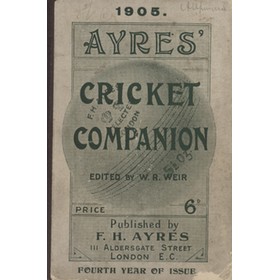 1905.
AYRES'
CRICKET
COMPANION
EDITED BY W. R. WEIR
PRICE 6D
Published by
F. H. AYRES
111 ALDERSGATE STREET
LONDON E.C.
FOURTH YEAR OF ISSUE